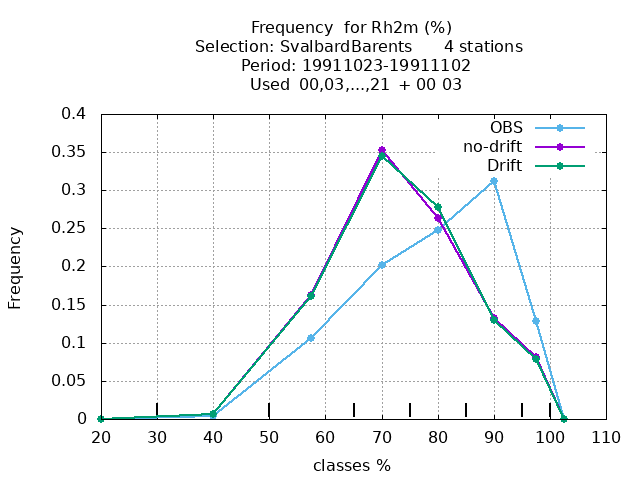 Frequency  for Rh2m (%)
Selection: SvalbardBarents      4 stations
Period: 19911023-19911102
Used  00,03,...,21  + 00 03
OBS
no-drift
Drift
Frequency
0.4
0.35
0.3
0.25
0.2
0.15
0.1
0.05
0
20 30 40 50 60 70 80 90 100 110
classes %